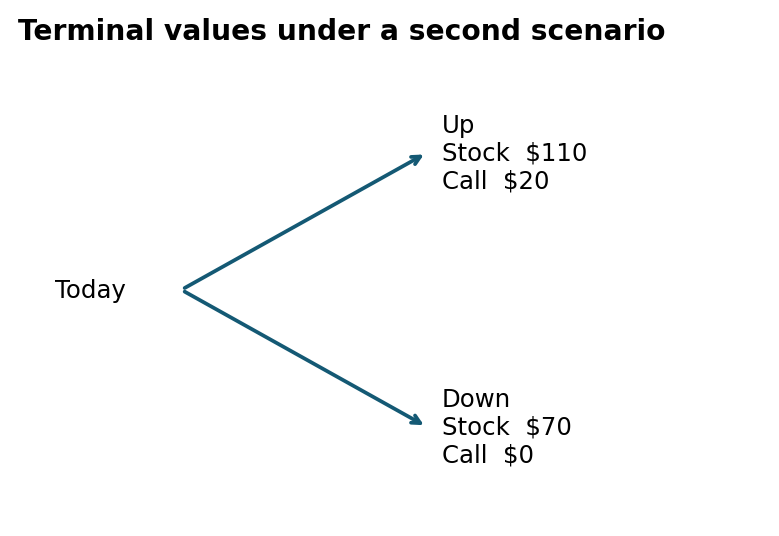 Terminal values under a second scenario
Up
Stock  $110
Call  $20
Today
Down
Stock  $70
Call  $0